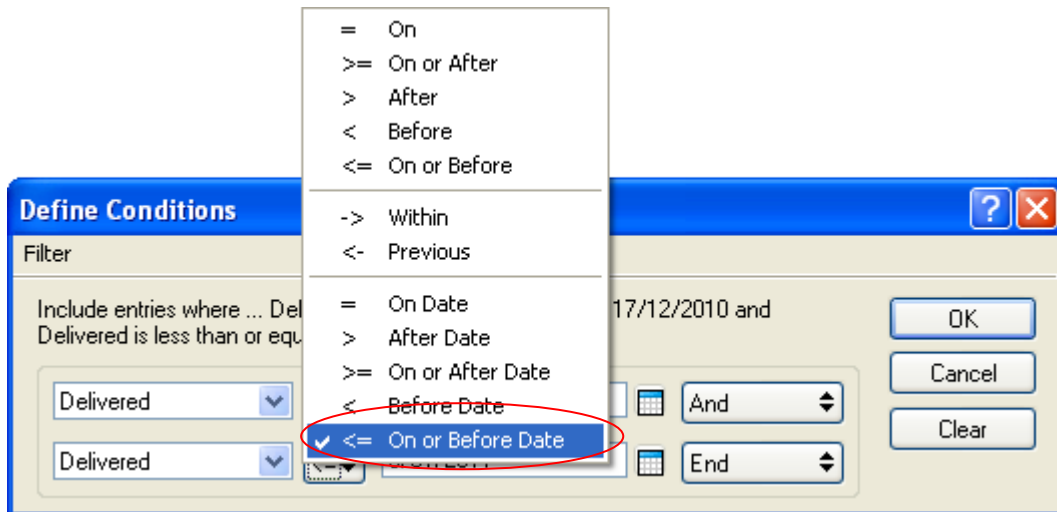 = On
>= On or After
> After
< Before
<= On or Before
-> Within
<- Previous
= On Date
> After Date
>= On or After Date
< Before Date
<= On or Before Date
Define Conditions
Filter
Include entries where ... Del 17/12/2010 and
Delivered is less than or equ
OK
Cancel
Clear
Delivered And
Delivered <= End